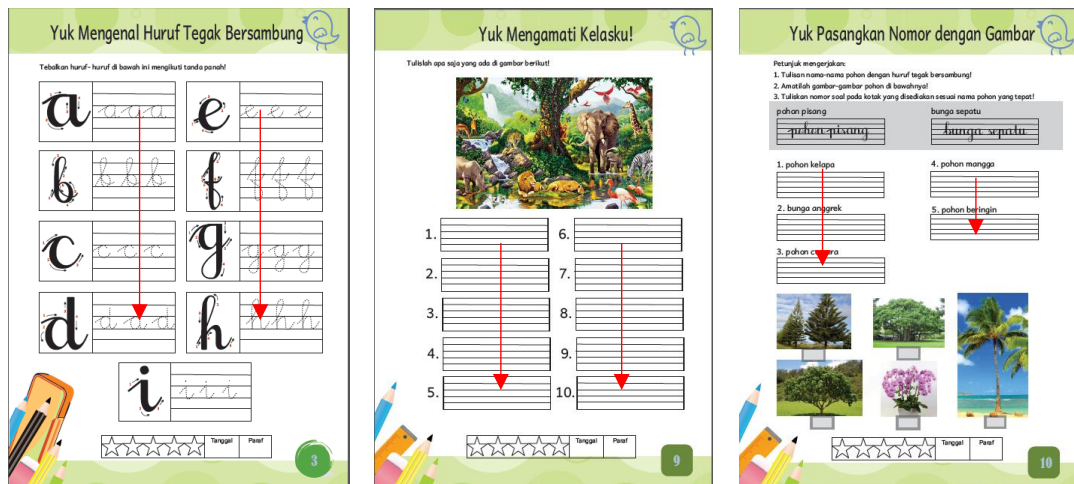 Yuk Mengenal Huruf Tegak Bersambung
Tebalkan huruf- huruf di bawah ini mengikuti tanda panah!
a a a a
e e e e
b b b b
f f f f
c c c c
g g g g
d d d d
h h h h
i i i i
Tanggal Paraf
3
Yuk Mengamati Kelasku!
Tulislah apa saja yang ada di gambar berikut!
1.
2.
3.
4.
5.
6.
7.
8.
9.
10.
Tanggal Paraf
9
Yuk Pasangkan Nomor dengan Gambar
Petunjuk mengerjakan:
1. Tulisan nama-nama pohon dengan huruf tegak bersambung!
2. Amatilah gambar-gambar pohon di bawahnya!
3. Tuliskan nomor soal pada kotak yang disediakan sesuai nama pohon yang tepat!
pohon pisang
pohon pisang
bunga sepatu
bunga sepatu
1. pohon kelapa
2. bunga anggrek
3. pohon
4. pohon mangga
5. pohon beringin
Tanggal Paraf
10